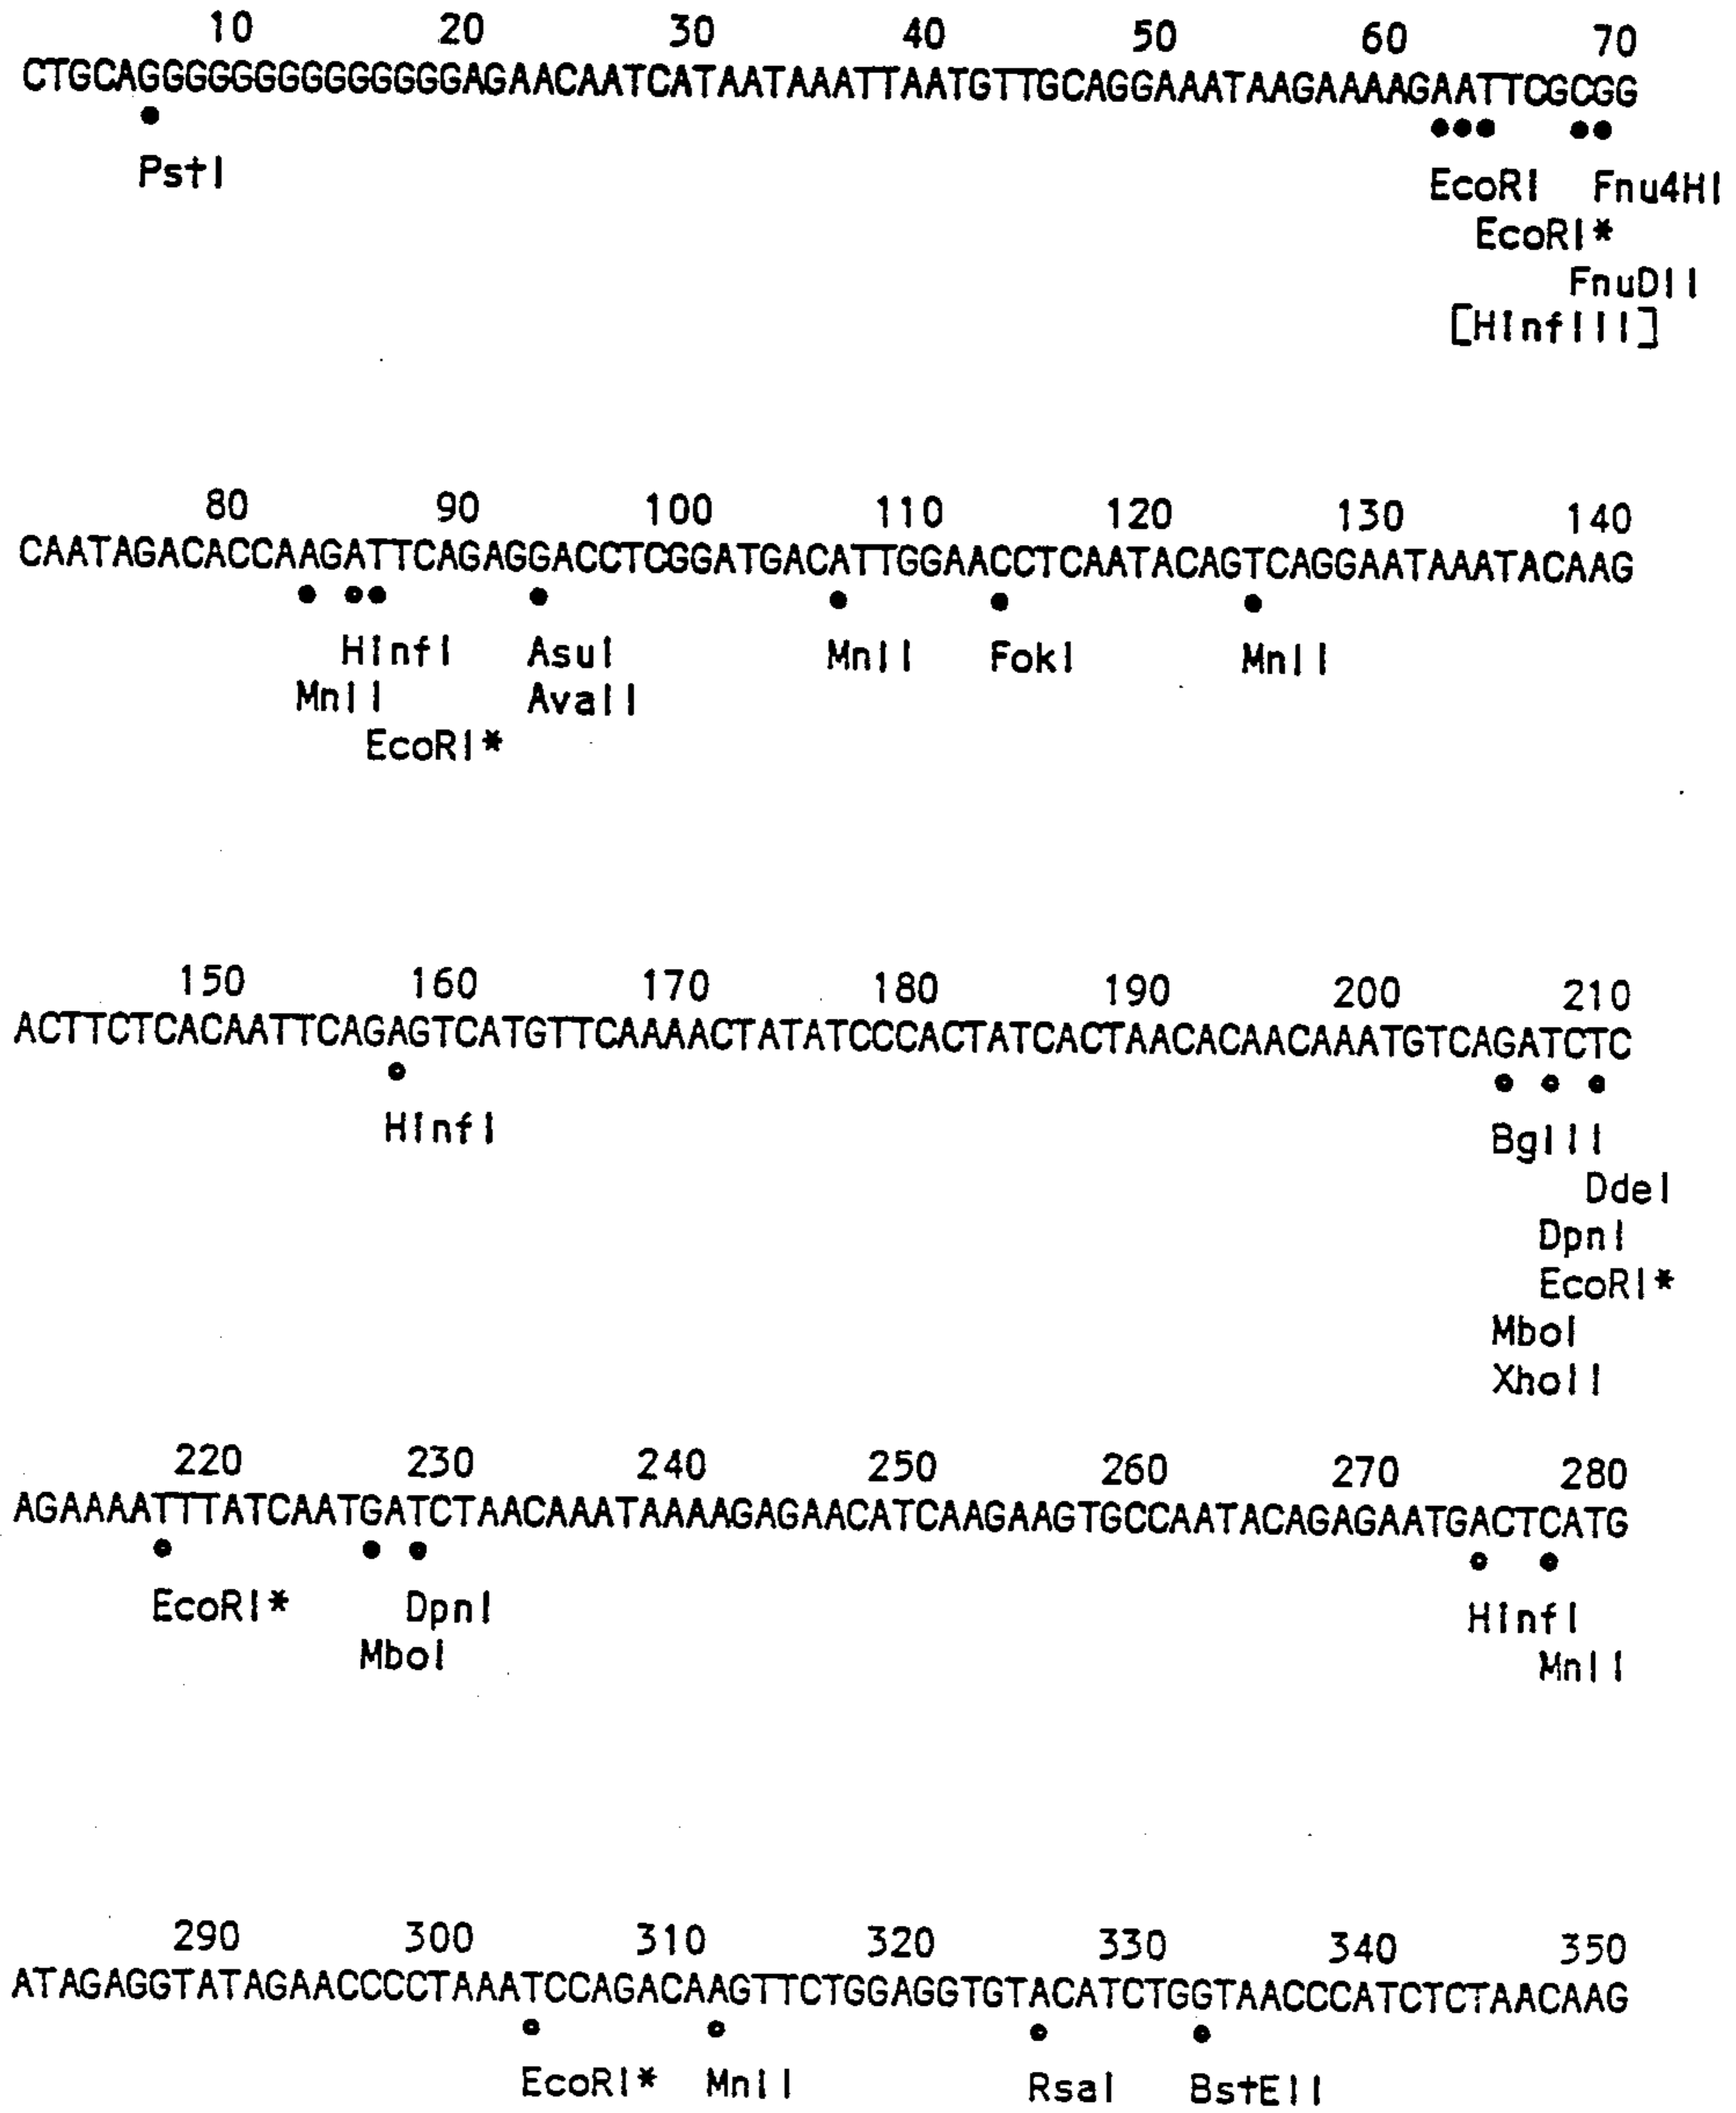 10 20 30 40 50 60 70
CTGCAGGGGGGGGGGGGGGAGAACAATCATAATAAATTAATGTTGCAGGAAATAAGAAAAGAATTCGCGG
PstI EcoRI Fnu4HI
EcoRI*
FnuDII
[HInfIII]
80 90 100 110 120 130 140
CAATAGACACCAAGATTCAGAGGACCTCGGATGACATTGGAACCTCAATACAGTCAGGAATAAATACAAG
HInfI AsuI MnlI FokI MnlI
MnlI AvaII
EcoRI*
150 160 170 180 190 200 210
ACTTCTCACAATTCAGAGTCATGTTCAAAACTATATCCCACTATCACTAACACAACAAATGTCAGATCTC
HInfI BglII
DdeI
DpnI
EcoRI*
MboI
XhoII
220 230 240 250 260 270 280
AGAAAATTTATCAATGATCTAACAAATAAAAGAGAACATCAAGAAGTGCCAATACAGAGAATGACTCATG
EcoRI* DpnI HInfI
MboI MnlI
290 300 310 320 330 340 350
ATAGAGGTATAGAACCCCTAAATCCAGACAAGTTCTGGAGGTGTACATCTGGTAACCCATCTCTAACAAG
EcoRI* MnlI RsaI BstEII